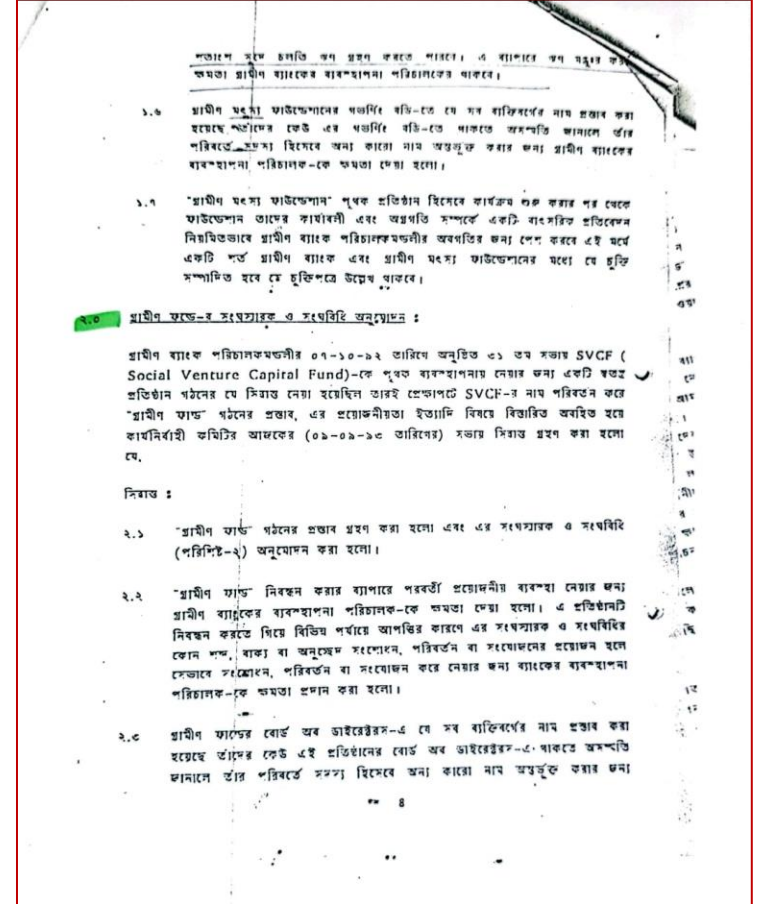 শতাংশ সুদে চলতি ঋণ গ্রহণ করতে পারবে। এ ব্যাপারে ঋণ মঞ্জুর করা
ক্ষমতা গ্রামীণ ব্যাংকের ব্যবস্থাপনা পরিচালকের থাকবে।
১.৬ গ্রামীণ মৎস্য ফাউন্ডেশানের গভর্ণিং বডি-তে যে সব ব্যক্তিবর্গের নাম প্রস্তাব করা
হয়েছে তাঁদের কেউ এর গভর্ণিং বডি-তে থাকতে অসম্মতি জানালে তাঁর
পরিবর্তে সদস্য হিসেবে অন্য কারো নাম অন্তর্ভুক্ত করার জন্য গ্রামীণ ব্যাংকের
ব্যবস্থাপনা পরিচালক-কে ক্ষমতা দেয়া হলো।
১.৭ "গ্রামীণ মৎস্য ফাউন্ডেশান" পৃথক প্রতিষ্ঠান হিসেবে কার্যক্রম শুরু করার পর থেকে
ফাউন্ডেশান তাদের কার্যাবলী এবং অগ্রগতি সম্পর্কে একটি বাৎসরিক প্রতিবেদন
নিয়মিতভাবে গ্রামীণ ব্যাংক পরিচালকমন্ডলীর অবগতির জন্য পেশ করবে এই মর্মে
একটি শর্ত গ্রামীণ ব্যাংক এবং গ্রামীণ মৎস্য ফাউন্ডেশানের মধ্যে যে চুক্তি
সম্পাদিত হবে সে চুক্তিপত্রে উল্লেখ থাকবে।
২.০ গ্রামীণ ফান্ড-র সংঘস্মারক ও সংঘবিধি অনুমোদন :
গ্রামীণ ব্যাংক পরিচালকমন্ডলীর ০৭-১০-৯২ তারিখে অনুষ্ঠিত ৩১ তম সভায় SVCF (
Social Venture Capiral Fund)-কে পৃথক ব্যবস্থাপনায় নেয়ার জন্য একটি স্বতন্ত্র
প্রতিষ্ঠান গঠনের যে সিদ্ধান্ত নেয়া হয়েছিল তারই প্রেক্ষাপটে SVCF-র নাম পরিবর্তন করে
"গ্রামীণ ফান্ড" গঠনের প্রস্তাব, এর প্রয়োজনীয়তা ইত্যাদি বিষয়ে বিস্তারিত অবহিত হয়ে
কার্যনির্বাহী কমিটির আজকের (০৯-০৯-৯৩ তারিখের) সভায় সিদ্ধান্ত গ্রহণ করা হলো
যে,
সিদ্ধান্ত :
২.১ "গ্রামীণ ফান্ড" গঠনের প্রস্তাব গ্রহণ করা হলো এবং এর সংঘস্মারক ও সংঘবিধি
(পরিশিষ্ট-২) অনুমোদন করা হলো।
২.২ "গ্রামীণ ফান্ড" নিবন্ধন করার ব্যাপারে পরবর্তী প্রয়োজনীয় ব্যবস্থা নেয়ার জন্য
গ্রামীণ ব্যাংকের ব্যবস্থাপনা পরিচালক-কে ক্ষমতা দেয়া হলো। এ প্রতিষ্ঠানটি
নিবন্ধন করতে গিয়ে বিভিন্ন পর্যায়ে আপত্তির কারণে এর সংঘস্মারক ও সংঘবিধির
কোন শব্দ, বাক্য বা অনুচ্ছেদ সংশোধন, পরিবর্তন বা সংযোজনের প্রয়োজন হলে
সেভাবে সংশোধন, পরিবর্তন বা সংযোজন করে নেয়ার জন্য ব্যাংকের ব্যবস্থাপনা
পরিচালক-কে ক্ষমতা প্রদান করা হলো।
২.৩ গ্রামীণ ফান্ডের বোর্ড অব ডাইরেক্টরস-এ যে সব ব্যক্তিবর্গের নাম প্রস্তাব করা
হয়েছে তাঁদের কেউ এই প্রতিষ্ঠানের বোর্ড অব ডাইরেক্টরস-এ থাকতে অসম্মতি
জানালে তাঁর পরিবর্তে সদস্য হিসেবে অন্য কারো নাম অন্তর্ভুক্ত করার জন্য
8